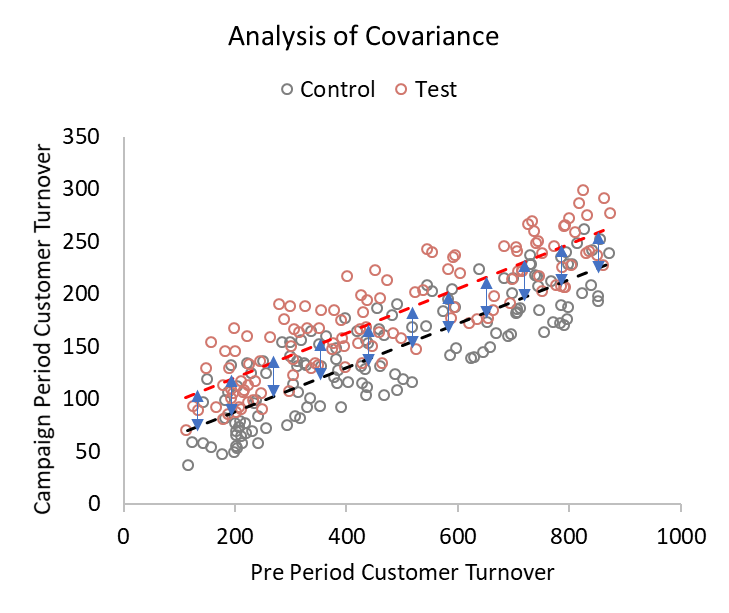 Analysis of Covariance
Control Test
350
300
250
200
150
100
50
0
Campaign Period Customer Turnover
0 200 400 600 800 1000
Pre Period Customer Turnover